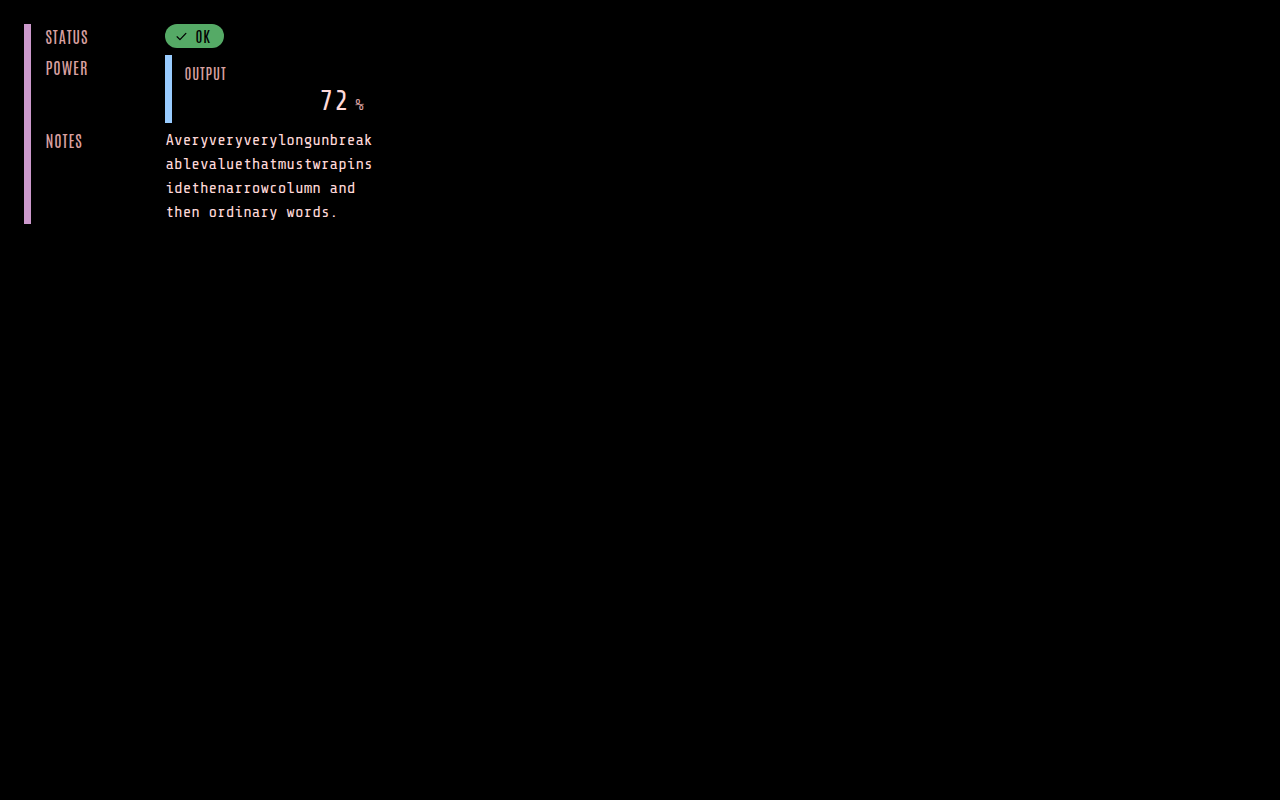 STATUS ✓ OK
POWER
OUTPUT
72 %
NOTES Averyveryverylongunbreak
ablevaluethatmustwrapins
idethenarrowcolumn and
then ordinary words.